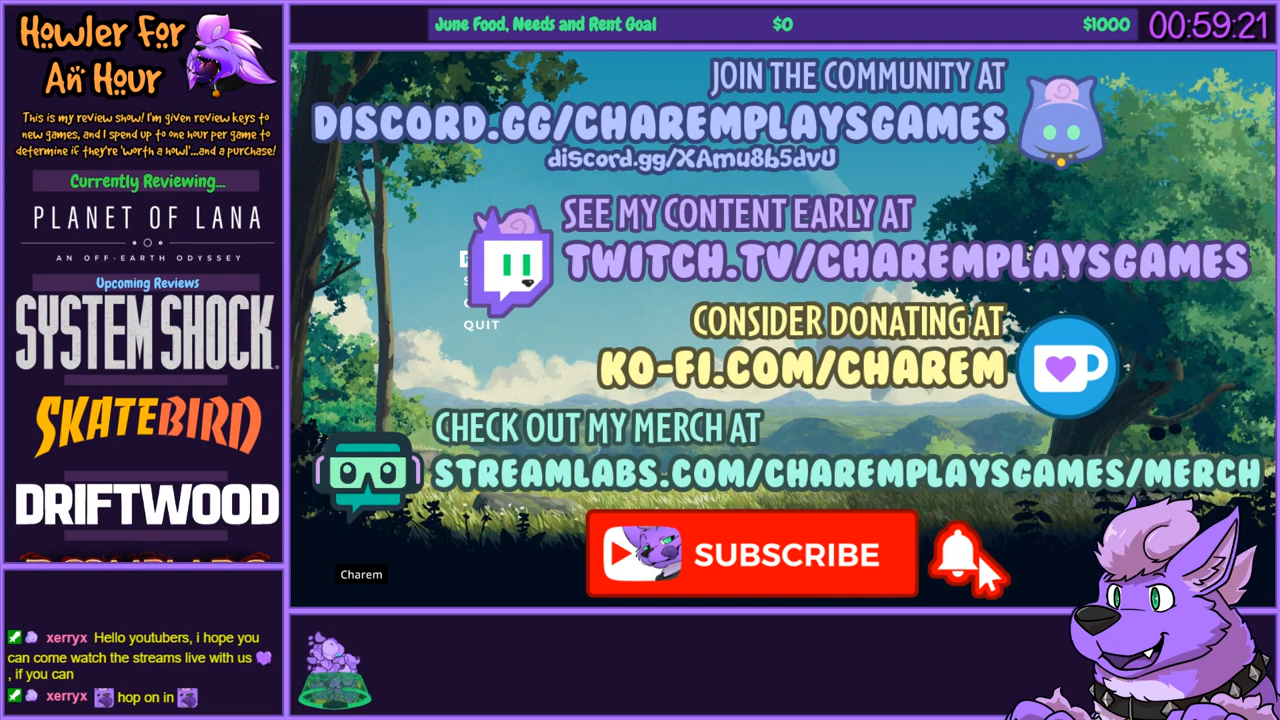 Howler For
An Hour
This is my review show! I'm given review keys to
new games, and I spend up to one hour per game to
determine if they're 'worth a howl'...and a purchase!
Currently Reviewing...
PLANET OF LANA
AN OFF-EARTH ODYSSEY
Upcoming Reviews
SYSTEM SHOCK
SKATEBIRD
DRIFTWOOD
June Food, Needs and Rent Goal $0 $1000
00:59:21
JOIN THE COMMUNITY AT
DISCORD.GG/CHAREMPLAYSGAMES
discord.gg/XAmu8b5dvU
SEE MY CONTENT EARLY AT
TWITCH.TV/CHAREMPLAYSGAMES
QUIT
CONSIDER DONATING AT
KO-FI.COM/CHAREM
CHECK OUT MY MERCH AT
STREAMLABS.COM/CHAREMPLAYSGAMES/MERCH
SUBSCRIBE
Charem
xerryx Hello youtubers, i hope you
can come watch the streams live with us
, if you can
xerryx hop on in